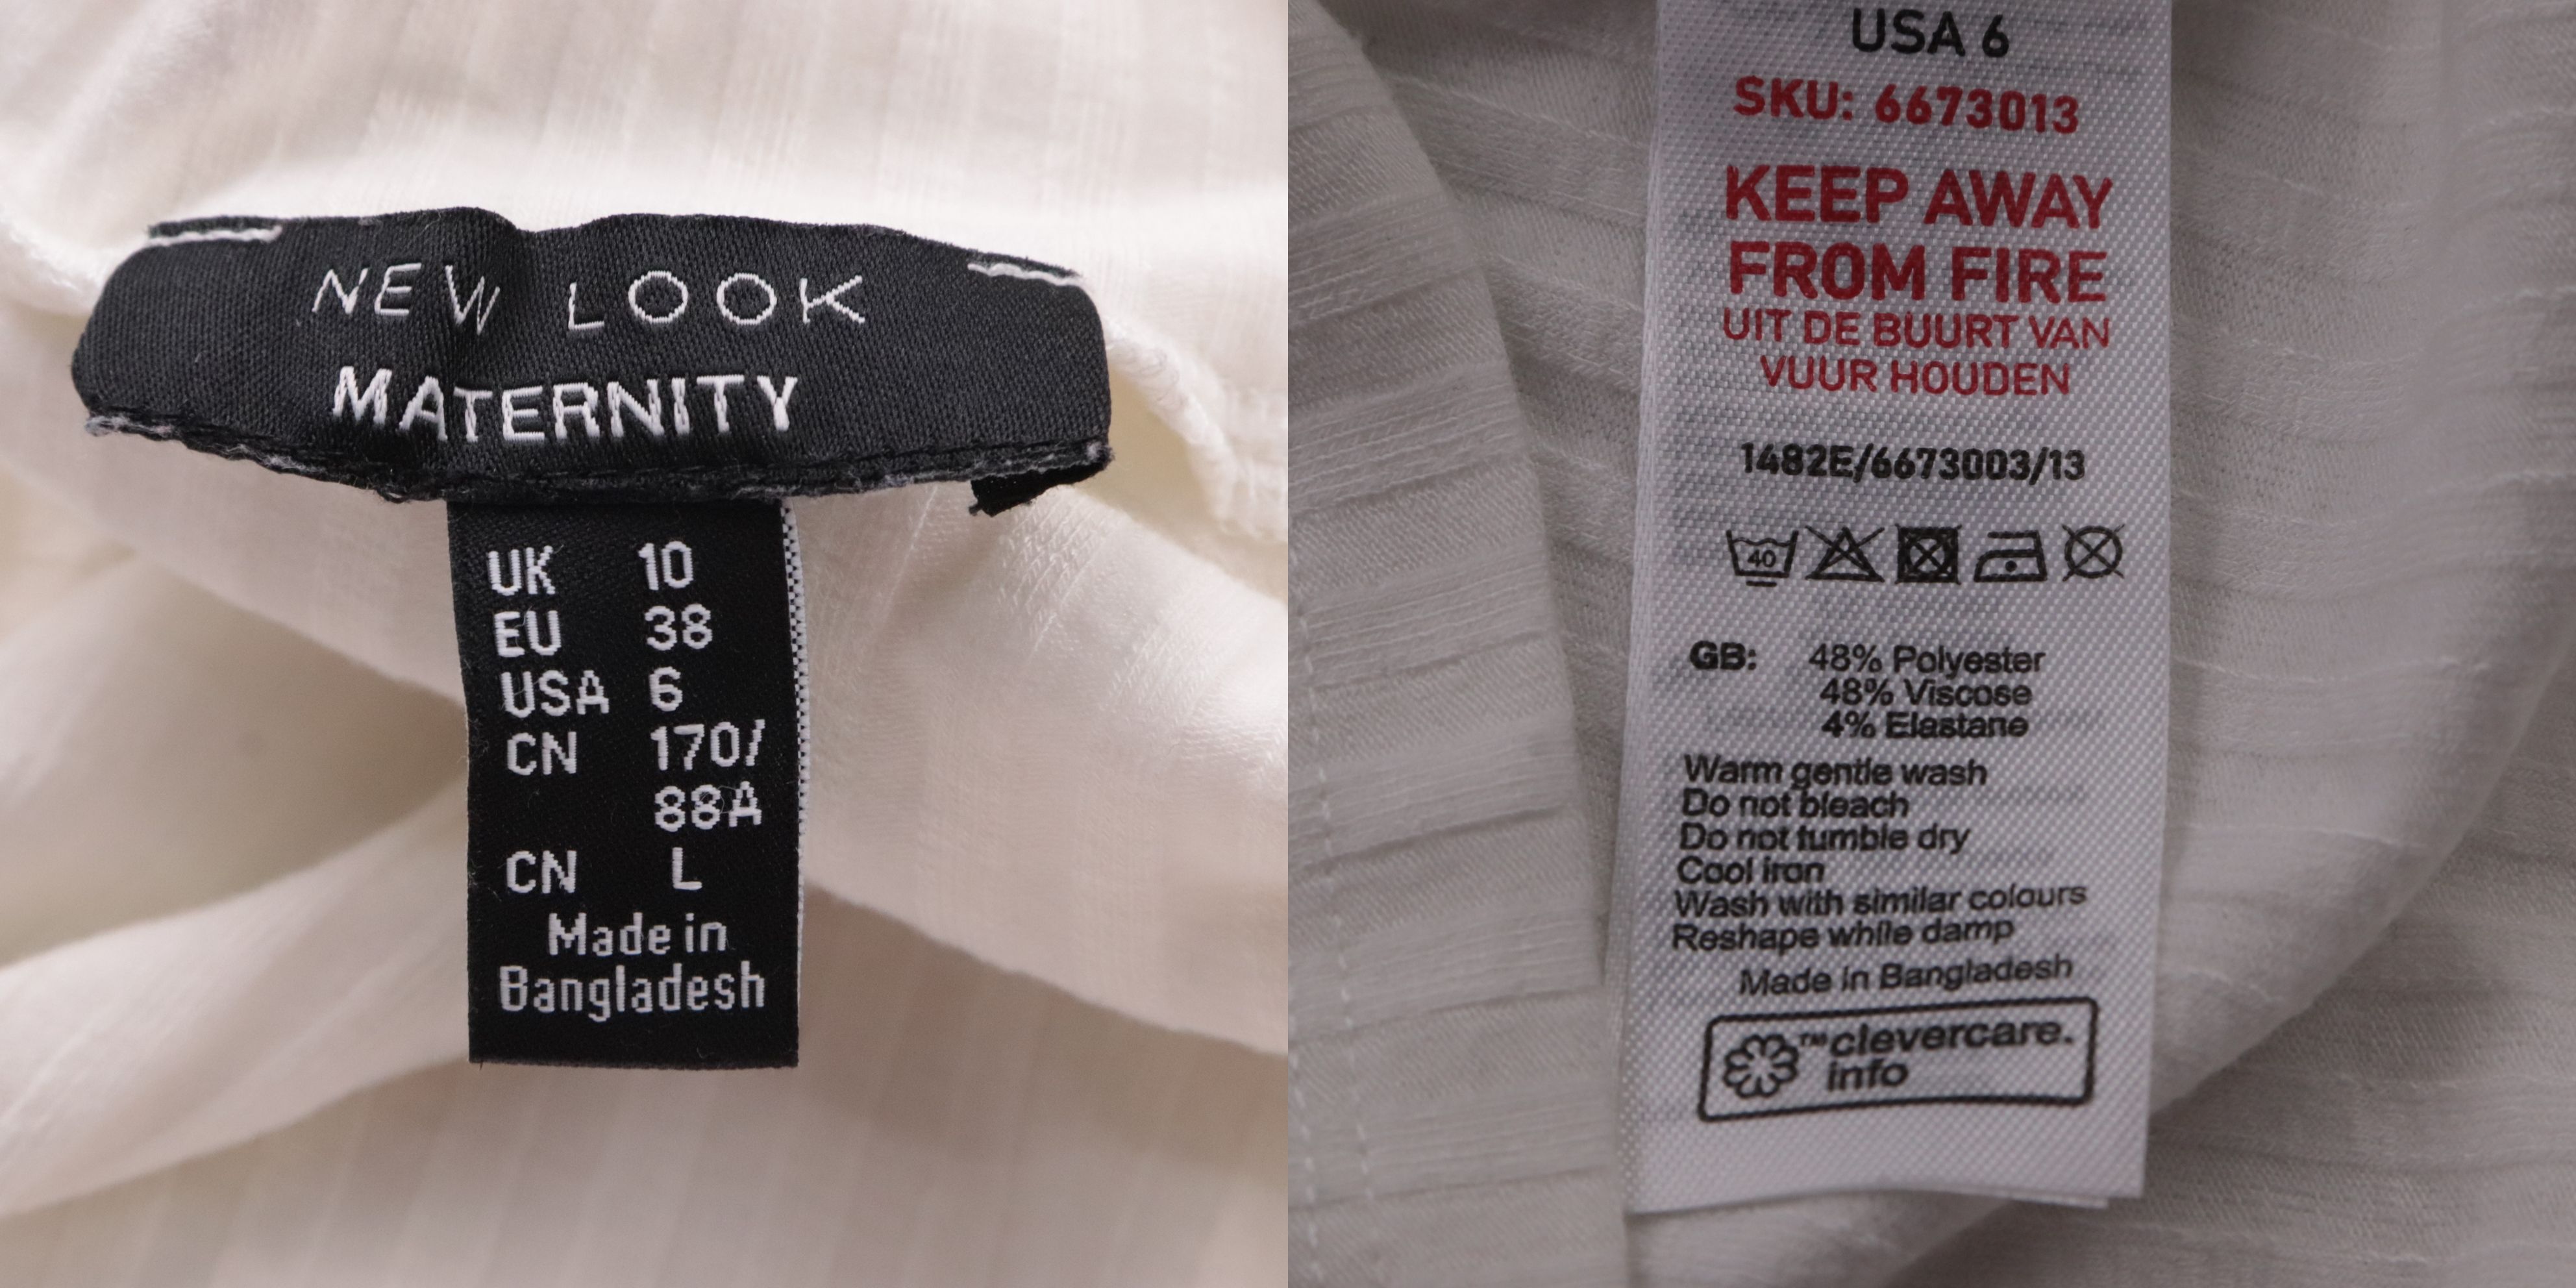 NEW LOOK
MATERNITY
UK 10
EU 38
USA 6
CN 170/
88A
CN L
Made in
Bangladesh
USA 6
SKU: 6673013
KEEP AWAY
FROM FIRE
UIT DE BUURT VAN
VUUR HOUDEN
1482E/6673003/13
40
GB: 48% Polyester
48% Viscose
4% Elastane
Warm gentle wash
Do not bleach
Do not tumble dry
Cool iron
Wash with similar colours
Reshape while damp
Made in Bangladesh
™clevercare.
info